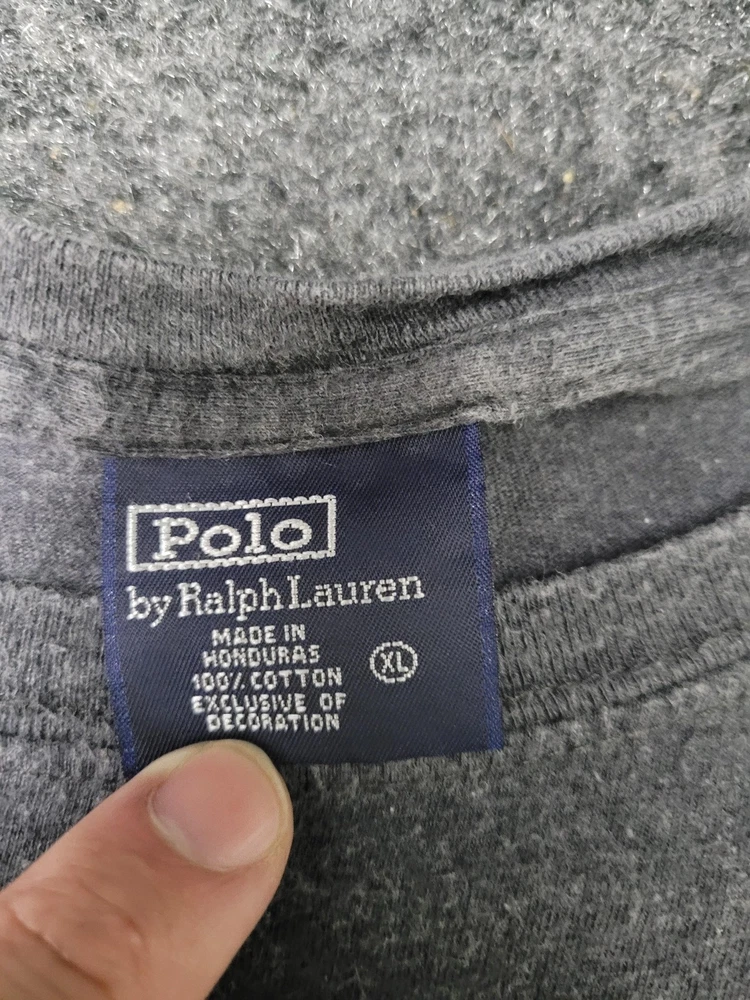 Polo
by Ralph Lauren
MADE IN
HONDURAS
100% COTTON
EXCLUSIVE OF
DECORATION
XL